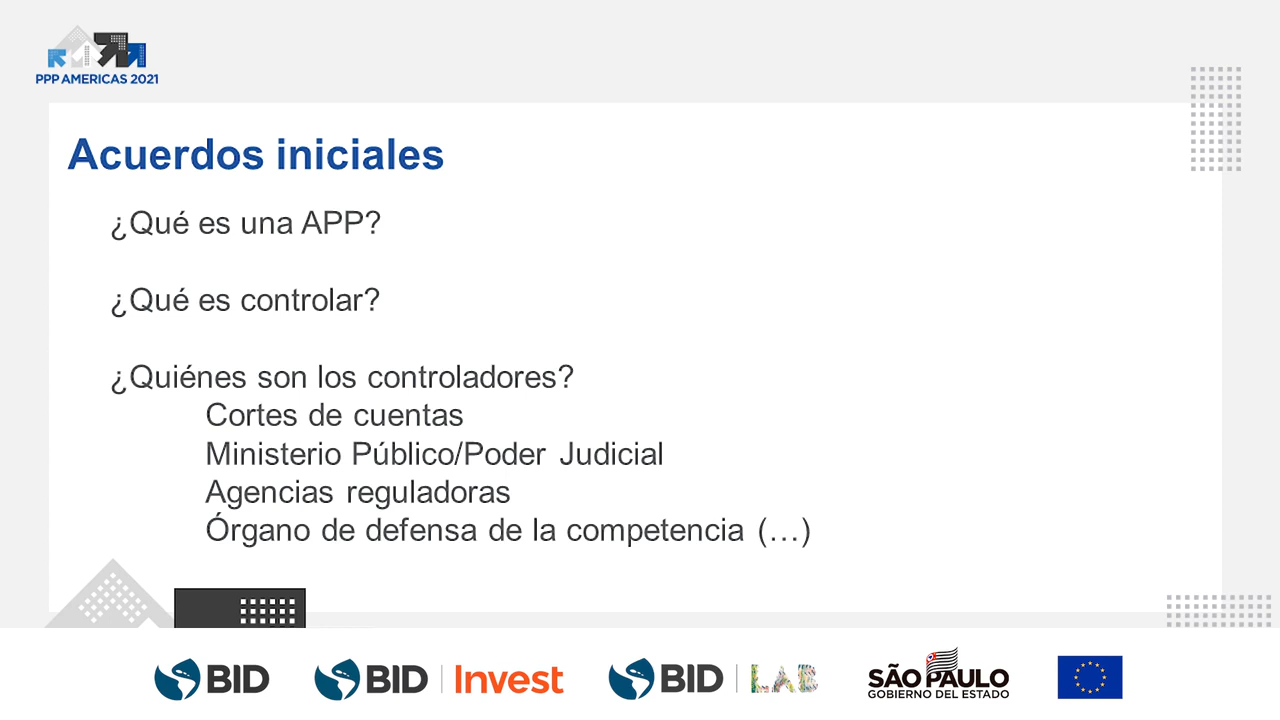 PPP AMERICAS 2021
Acuerdos iniciales
¿Qué es una APP?
¿Qué es controlar?
¿Quiénes son los controladores?
Cortes de cuentas
Ministerio Público/Poder Judicial
Agencias reguladoras
Órgano de defensa de la competencia (…)
BID
BID Invest
BID LAB
SÃO PAULO
GOBIERNO DEL ESTADO